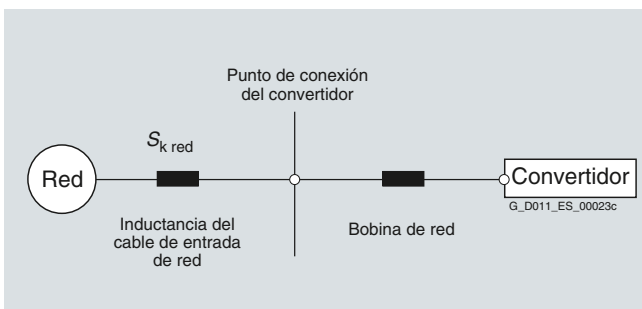 Punto de conexión
del convertidor
Sk red
Red
Convertidor
G_D011_ES_00023c
Inductancia del
cable de entrada
de red
Bobina de red